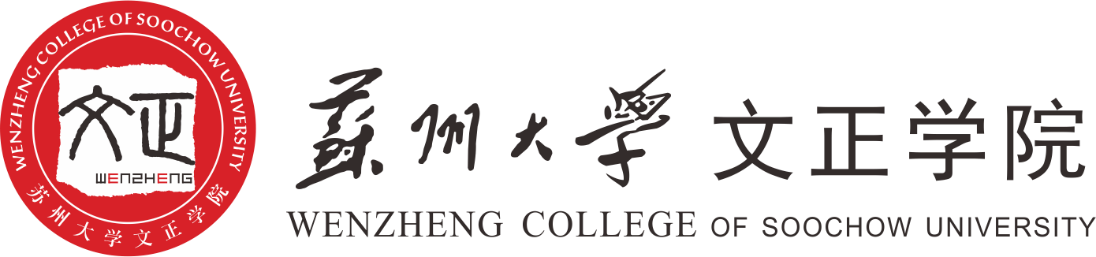 WENZHENG COLLEGE OF SOOCHOW UNIVERSITY
文正
WENZHENG
苏州大学文正学院
蘇州大學 文正学院
WENZHENG COLLEGE OF SOOCHOW UNIVERSITY